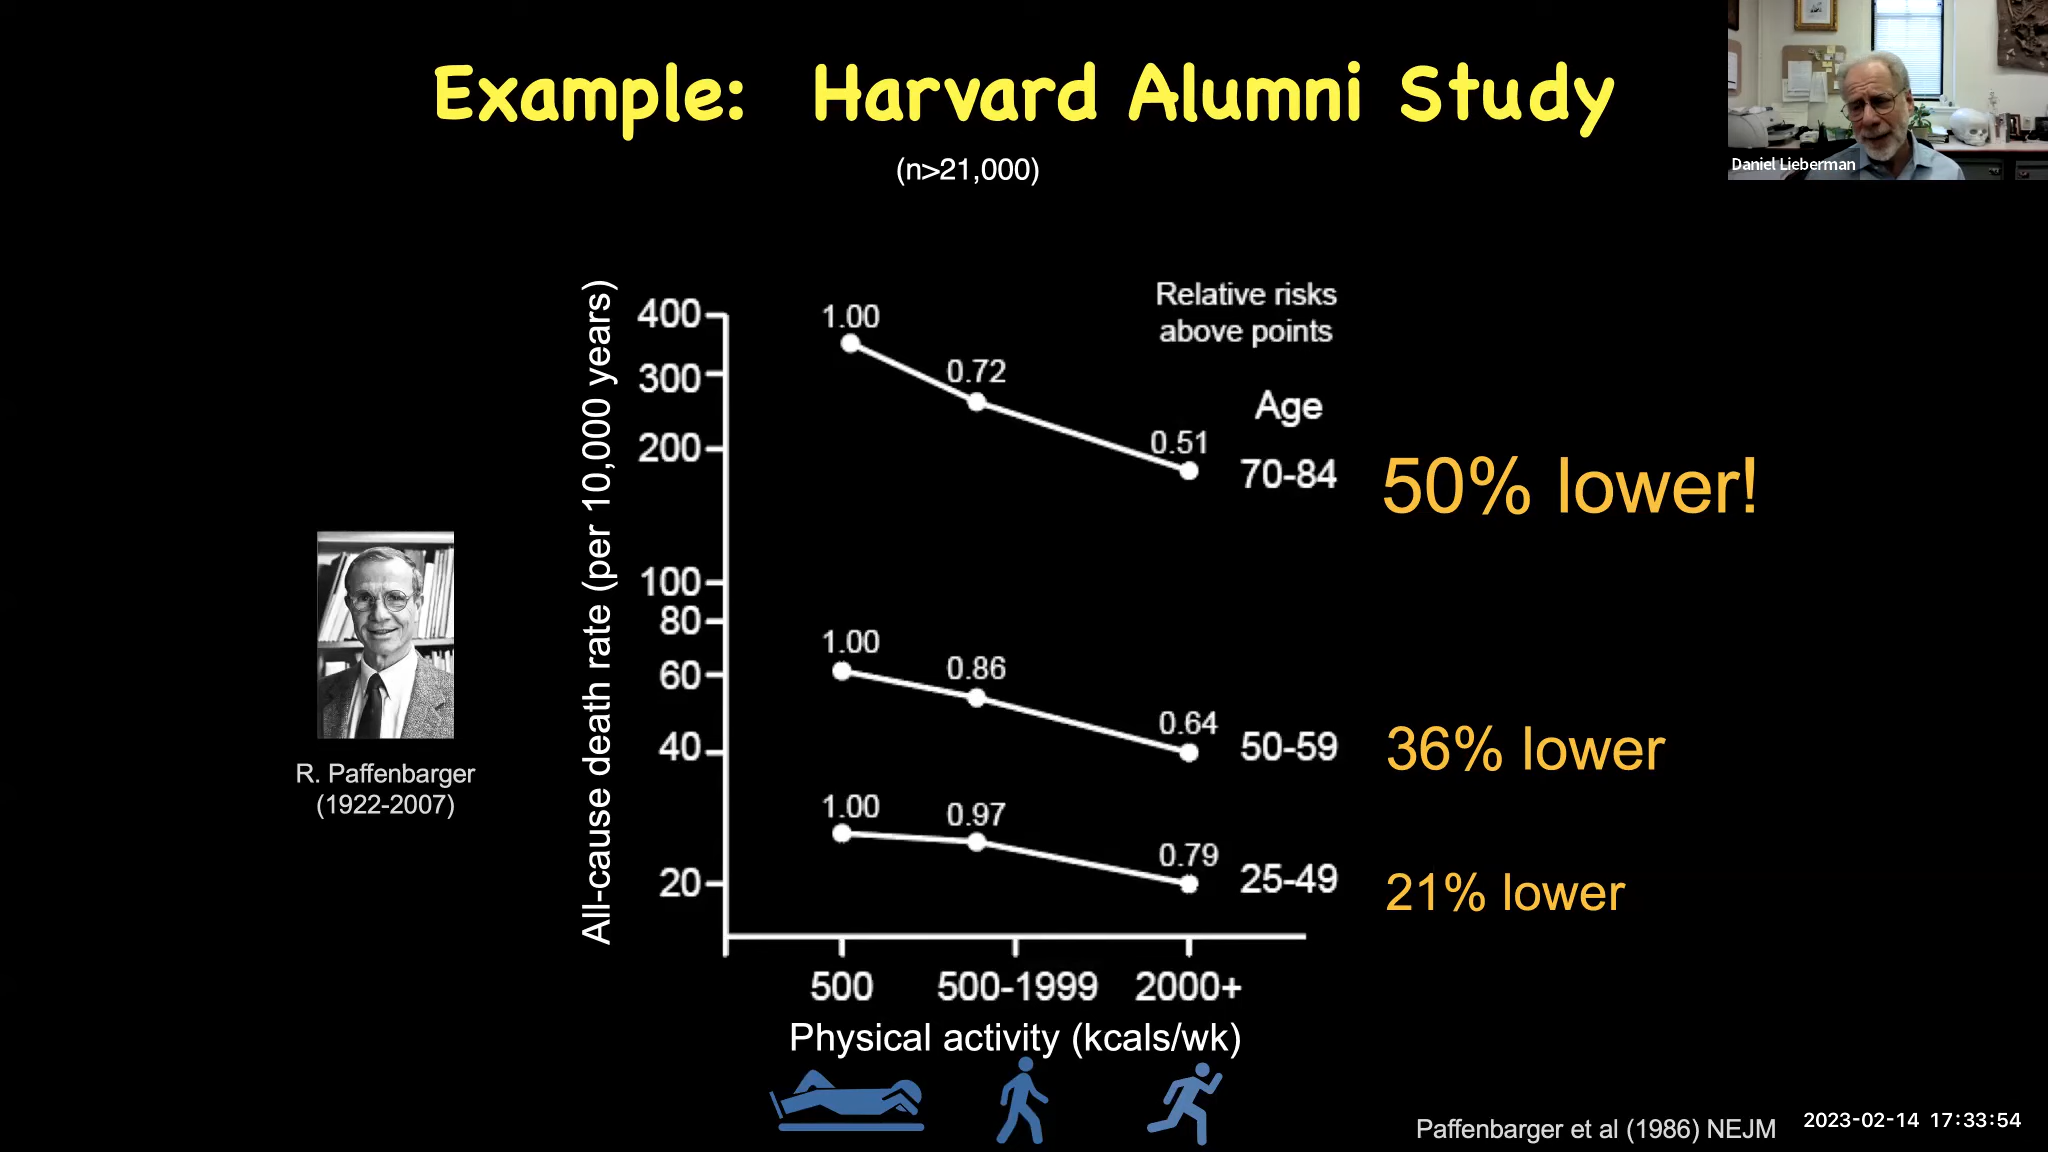 Example: Harvard Alumni Study
(n>21,000)
Daniel Lieberman
All-cause death rate (per 10,000 years)
400
300
200
100
80
60
40
20
1.00
0.72
0.51
Relative risks
above points
Age
70-84
50% lower!
1.00
0.86
0.64
50-59
36% lower
1.00
0.97
0.79
25-49
21% lower
R. Paffenbarger
(1922-2007)
500 500-1999 2000+
Physical activity (kcals/wk)
Paffenbarger et al (1986) NEJM
2023-02-14 17:33:54